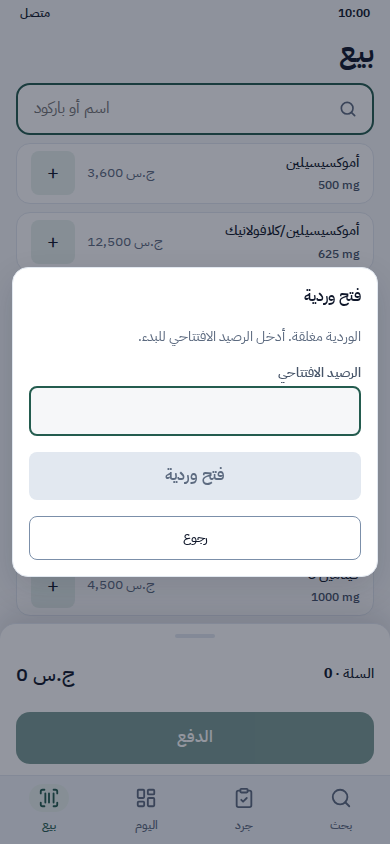 10:00
متصل
بيع
اسم أو باركود
أموكسيسيلين
500 mg
3,600 ج.س
+
أموكسيسيلين/كلافولانيك
625 mg
12,500 ج.س
+
فتح وردية
الوردية مغلقة. أدخل الرصيد الافتتاحي للبدء.
الرصيد الافتتاحي
فتح وردية
رجوع
1000 mg
4,500 ج.س
+
السلة · 0
0 ج.س
الدفع
بحث
جرد
اليوم
بيع